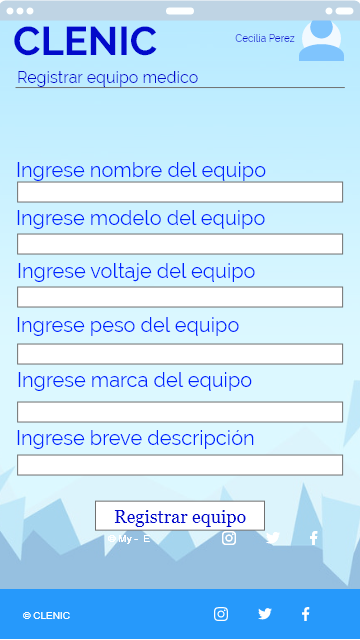 CLENIC
Cecilia Perez
Registrar equipo medico
Ingrese nombre del equipo
Ingrese modelo del equipo
Ingrese voltaje del equipo
Ingrese peso del equipo
Ingrese marca del equipo
Ingrese breve descripción
Registrar equipo
© My - E
© CLENIC